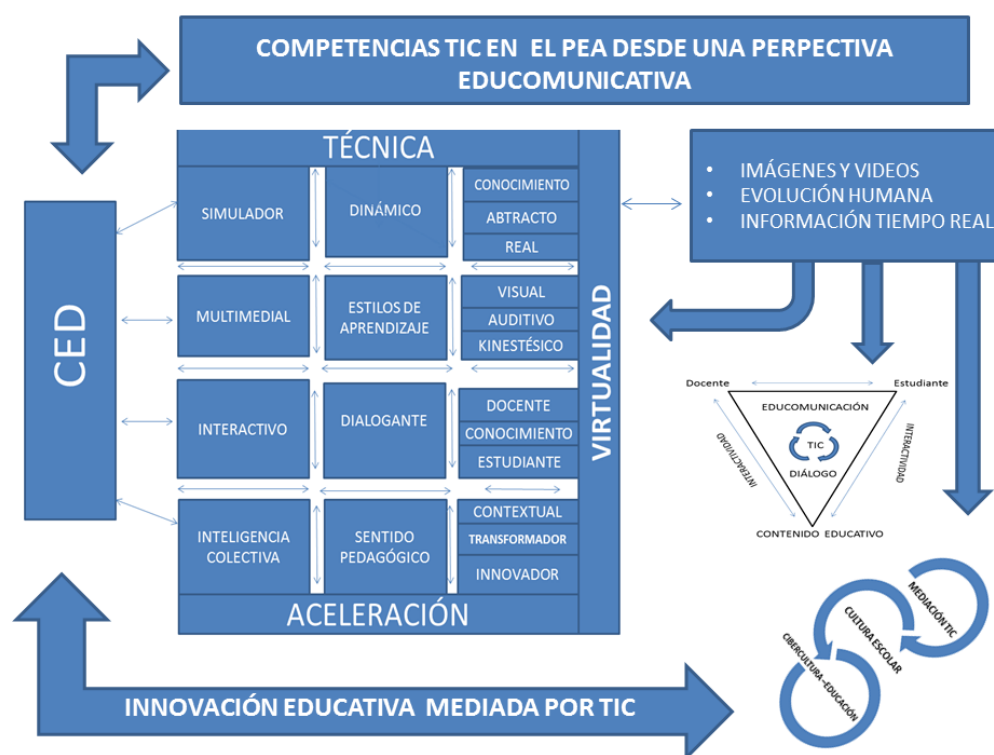 COMPETENCIAS TIC EN EL PEA DESDE UNA PERPECTIVA
EDUCOMUNICATIVA
CED
TÉCNICA
SIMULADOR
DINÁMICO
CONOCIMIENTO
ABTRACTO
REAL
MULTIMEDIAL
ESTILOS DE
APRENDIZAJE
VISUAL
AUDITIVO
KINESTÉSICO
INTERACTIVO
DIALOGANTE
DOCENTE
CONOCIMIENTO
ESTUDIANTE
INTELIGENCIA
COLECTIVA
SENTIDO
PEDAGÓGICO
CONTEXTUAL
TRANSFORMADOR
INNOVADOR
ACELERACIÓN
VIRTUALIDAD
• IMÁGENES Y VIDEOS
• EVOLUCIÓN HUMANA
• INFORMACIÓN TIEMPO REAL
Docente
Estudiante
EDUCOMUNICACIÓN
TIC
DIÁLOGO
INTERACTIVIDAD
INTERACTIVIDAD
CONTENIDO EDUCATIVO
MEDIACIÓN TIC
CULTURA ESCOLAR
CIBERCULTURA–EDUCACIÓN
INNOVACIÓN EDUCATIVA MEDIADA POR TIC